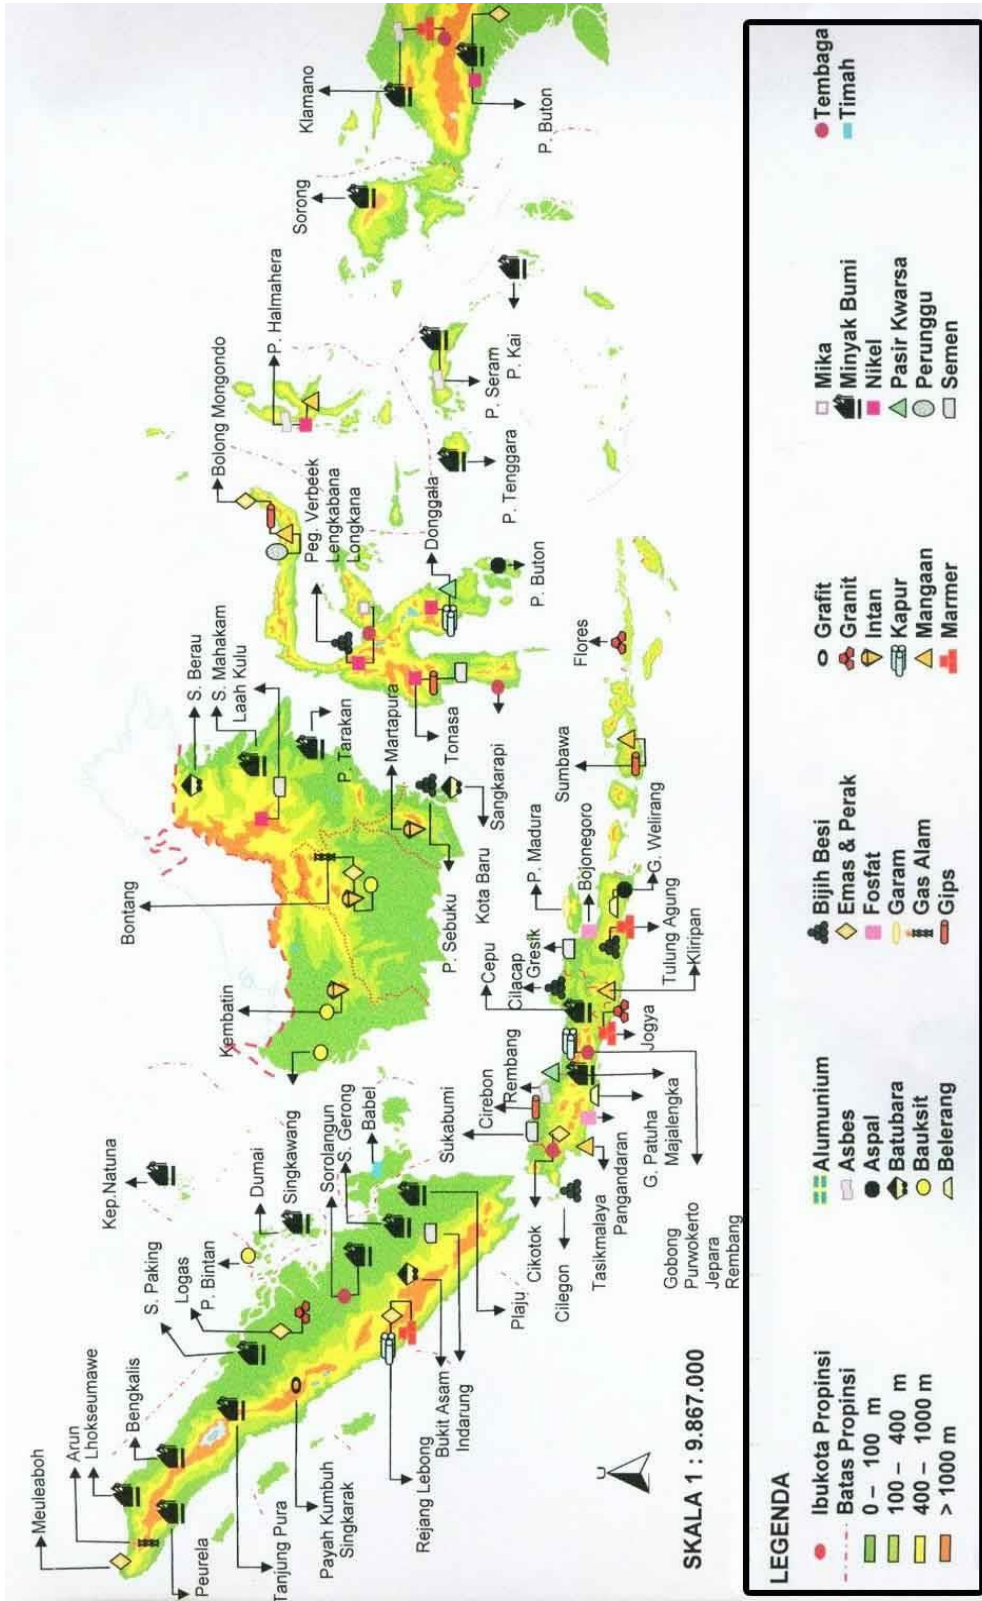 Meuleaboh
Arun
Lhokseumawe
Bengkalis
S. Paking
Logas
P. Bintan
Kep.Natuna
Dumai
Singkawang
Sorolangun
S. Gerong
Babel
Peurela
Tanjung Pura
Payah Kumbuh
Singkarak
Rejang Lebong
Bukit Asam
Indarung
Plaju
Kembatin
Bontang
S. Berau
S. Mahakam
Laah Kulu
P. Tarakan
Martapura
P. Sebuku
Kota Baru
Sangkarapi
Tonasa
Bolong Mongondo
Peg. Verbeek
Lengkabana
Longkana
Donggala
P. Buton
P. Halmahera
P. Tenggara
P. Seram
P. Kai
Sorong
Klamano
P. Buton
Sukabumi
Cirebon
Rembang
Cepu
Cilacap
Gresik
P. Madura
Bojonegoro
G. Welirang
Tulung Agung
Kliripan
Jogya
Sumbawa
Flores
Cikotok
Cilegon
Tasikmalaya
Pangandaran
G. Patuha
Majalengka
Gobong
Purwokerto
Jepara
Rembang
U
SKALA 1 : 9.867.000
LEGENDA
Ibukota Propinsi
Batas Propinsi
0 – 100 m
100 – 400 m
400 – 1000 m
> 1000 m
Alumunium
Asbes
Aspal
Batubara
Bauksit
Belerang
Bijih Besi
Emas & Perak
Fosfat
Garam
Gas Alam
Gips
Grafit
Granit
Intan
Kapur
Mangaan
Marmer
Mika
Minyak Bumi
Nikel
Pasir Kwarsa
Perunggu
Semen
Tembaga
Timah